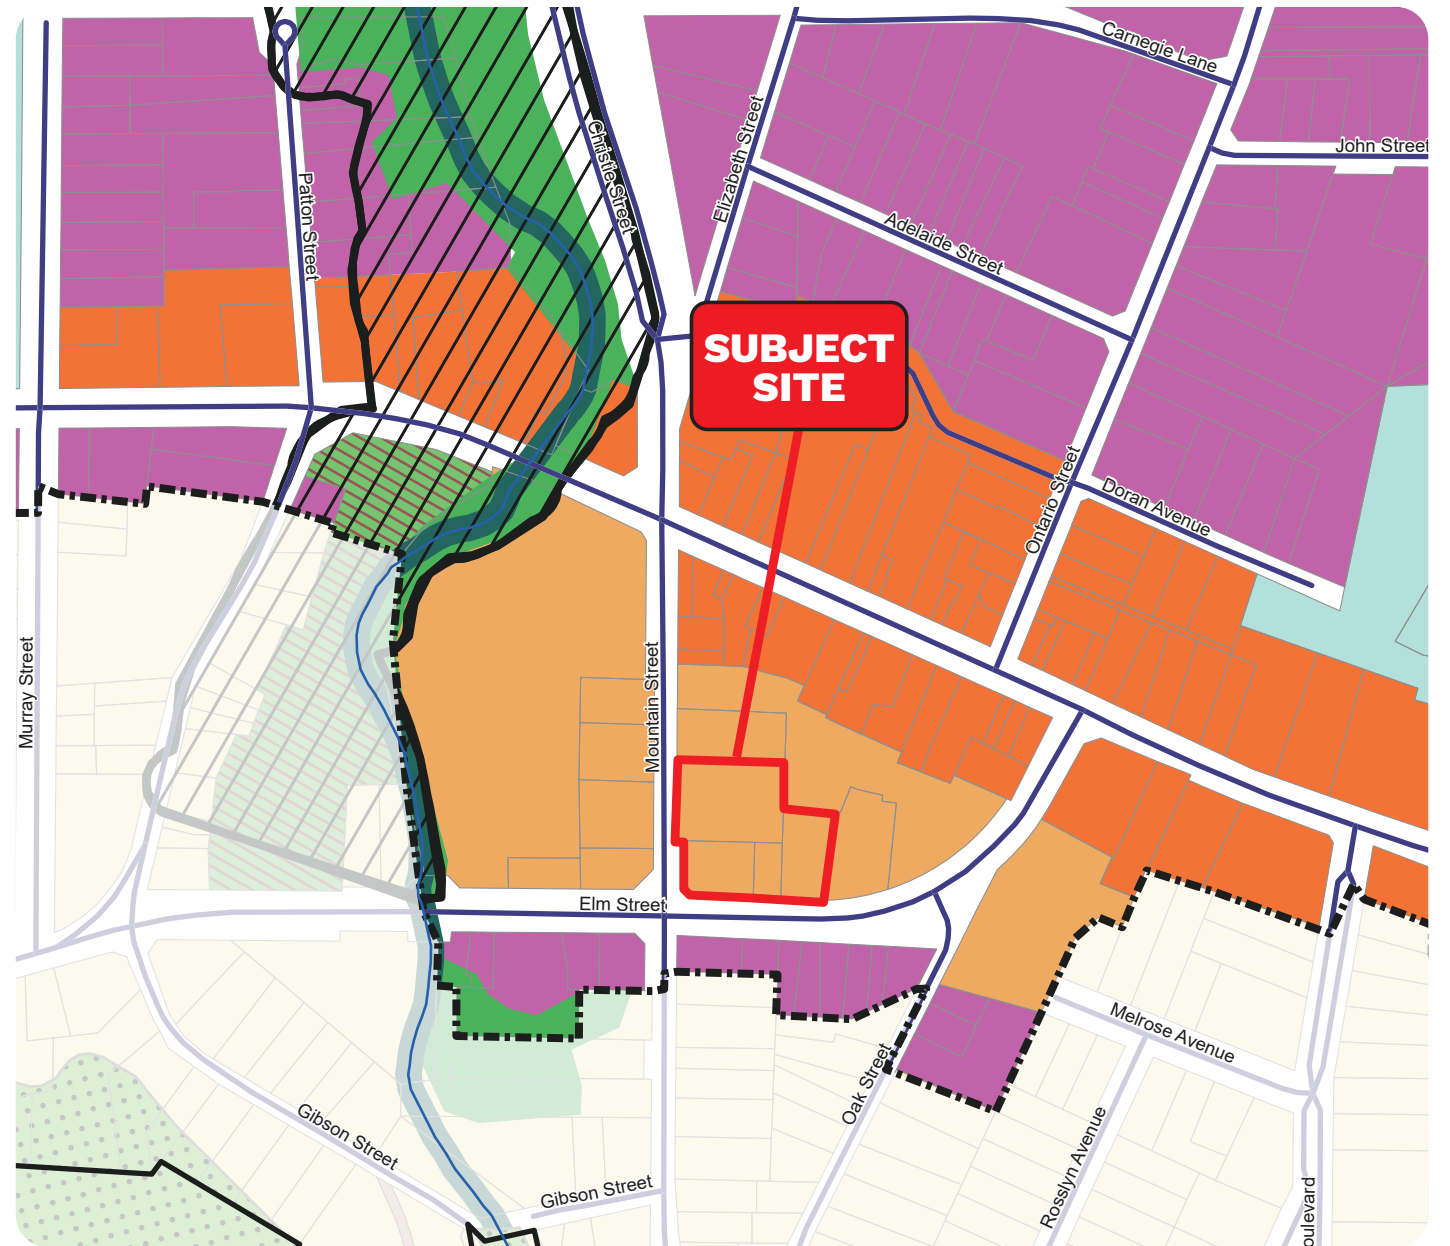 Carnegie Lane
John Street
Christie Street
Elizabeth Street
Patton Street
Adelaide Street
SUBJECT
SITE
Ontario Street
Doran Avenue
Murray Street
Mountain Street
Elm Street
Melrose Avenue
Oak Street
Gibson Street
Rosslyn Avenue
Gibson Street
oulevard